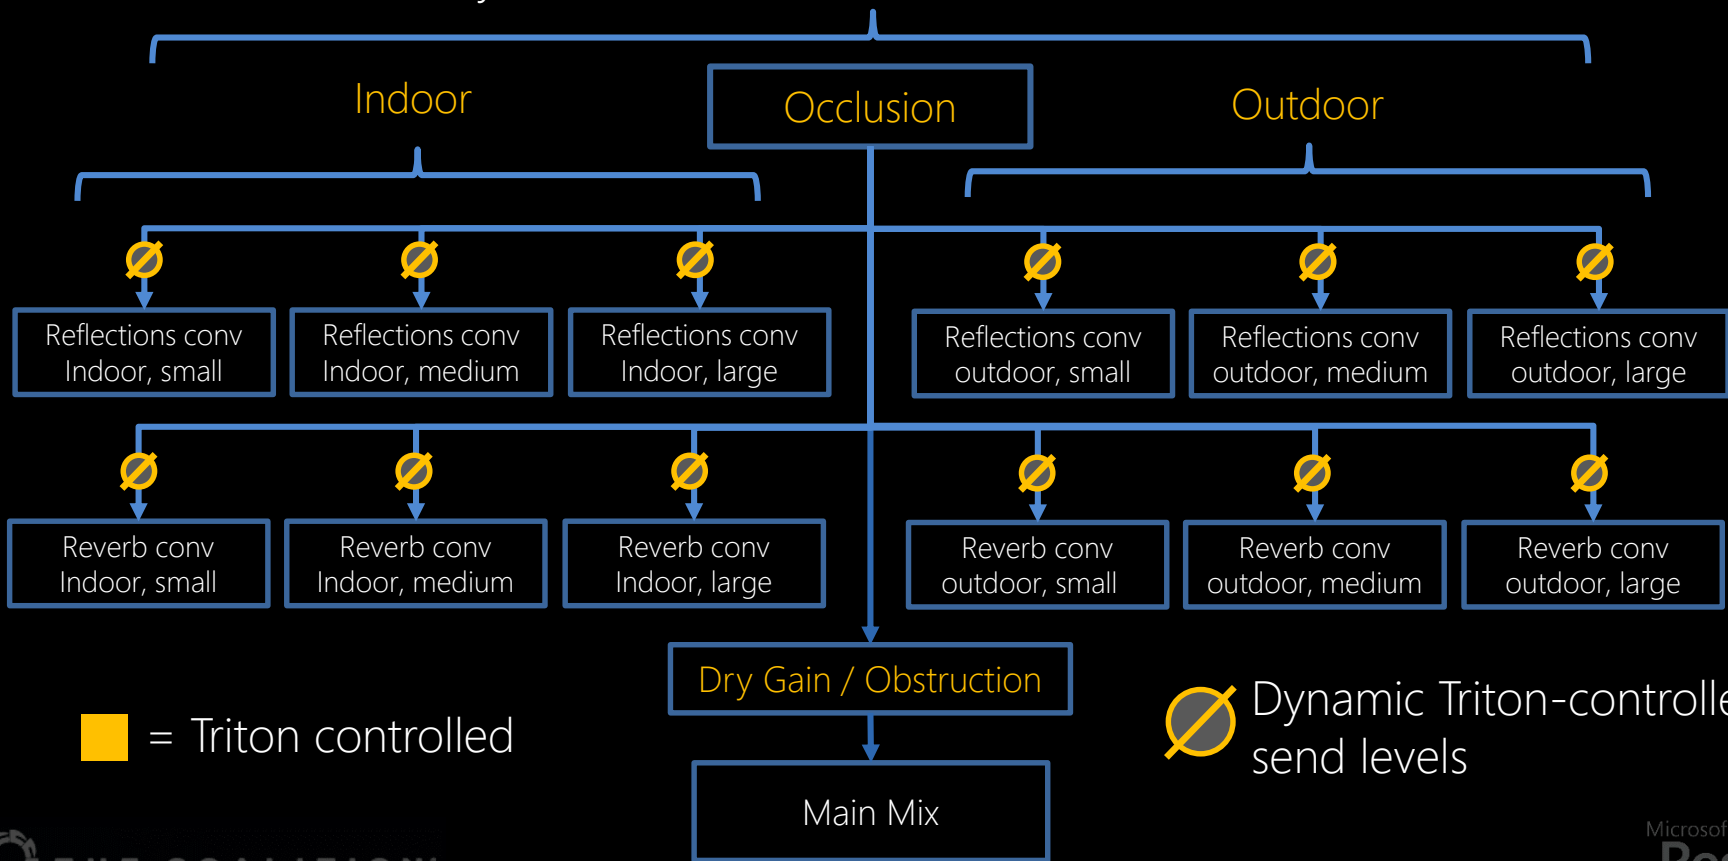 Indoor
Occlusion
Outdoor
Reflections conv
Indoor, small
Reflections conv
Indoor, medium
Reflections conv
Indoor, large
Reflections conv
outdoor, small
Reflections conv
outdoor, medium
Reflections conv
outdoor, large
Reverb conv
Indoor, small
Reverb conv
Indoor, medium
Reverb conv
Indoor, large
Reverb conv
outdoor, small
Reverb conv
outdoor, medium
Reverb conv
outdoor, large
Dry Gain / Obstruction
= Triton controlled
Dynamic Triton-controlle
send levels
Main Mix
Microsof
THE COALITION